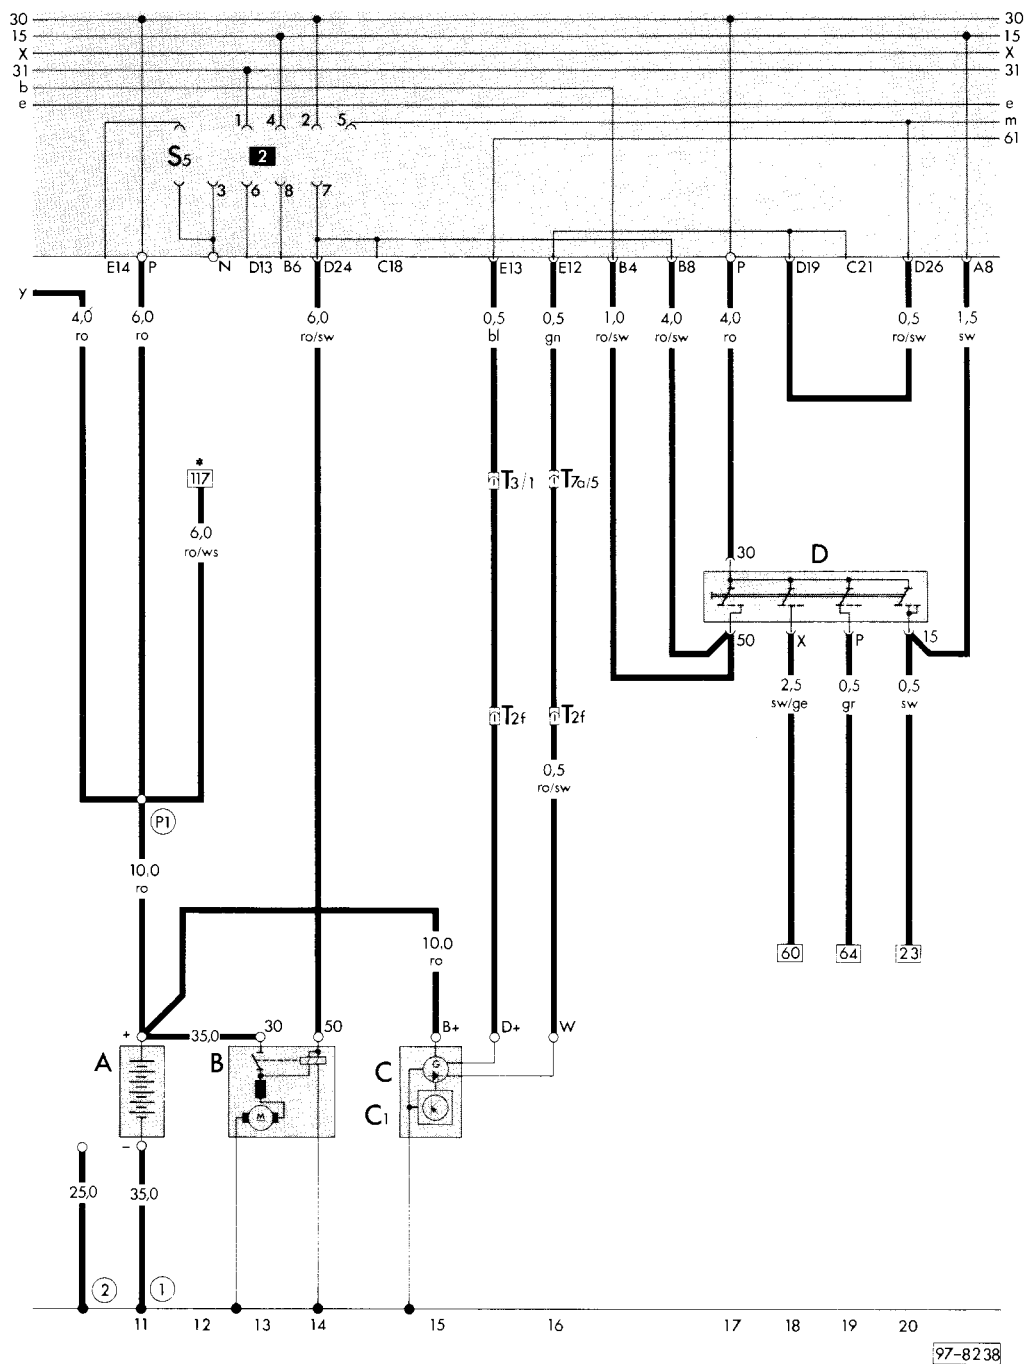 30 30
15 15
X X
31 31
b
e e
1 4 2 5 m
61
S5 2
3 6 8 7
E14 P N D13 B6 D24 C18 E13 E12 B4 B8 P D19 C21 D26 A8
y
4,0 6,0 6,0 0,5 0,5 1,0 4,0 4,0 0,5 1,5
ro ro ro/sw bl gn ro/sw ro/sw ro ro/sw sw
*
117 T3/1 T7a/5
6,0
ro/ws
30 D
50 X P 15
2,5 0,5 0,5
sw/ge gr sw
T2f T2f
0,5
ro/sw
P1
10,0
ro
10.0
ro
60 64 23
+ 35,0 30 50 B+ D+ W
A B C G
M C1
–
25,0 35,0
2 1
11 12 13 14 15 16 17 18 19 20
97-8238